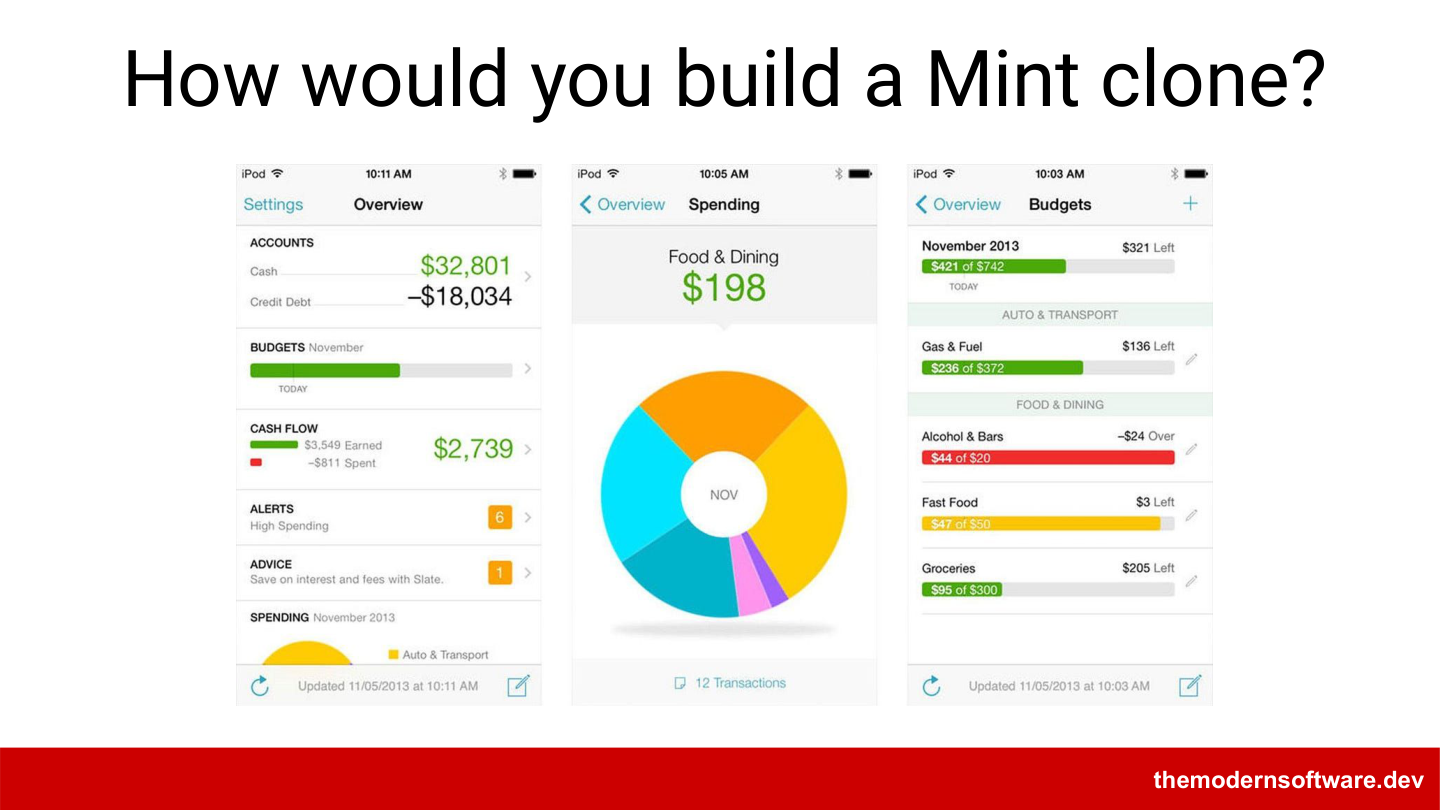 How would you build a Mint clone?
iPod 10:11 AM
Settings Overview
ACCOUNTS
Cash $32,801
Credit Debt –$18,034
BUDGETS November
TODAY
CASH FLOW
$3,549 Earned
–$811 Spent
$2,739
ALERTS
High Spending
6
ADVICE
Save on interest and fees with Slate.
1
SPENDING November 2013
Auto & Transport
Updated 11/05/2013 at 10:11 AM
iPod 10:05 AM
Overview Spending
Food & Dining
$198
NOV
12 Transactions
iPod 10:03 AM
Overview Budgets +
November 2013 $321 Left
$421 of $742
TODAY
AUTO & TRANSPORT
Gas & Fuel $136 Left
$236 of $372
FOOD & DINING
Alcohol & Bars –$24 Over
$44 of $20
Fast Food $3 Left
$47 of $50
Groceries $205 Left
$95 of $300
Updated 11/05/2013 at 10:03 AM
themodernsoftware.dev